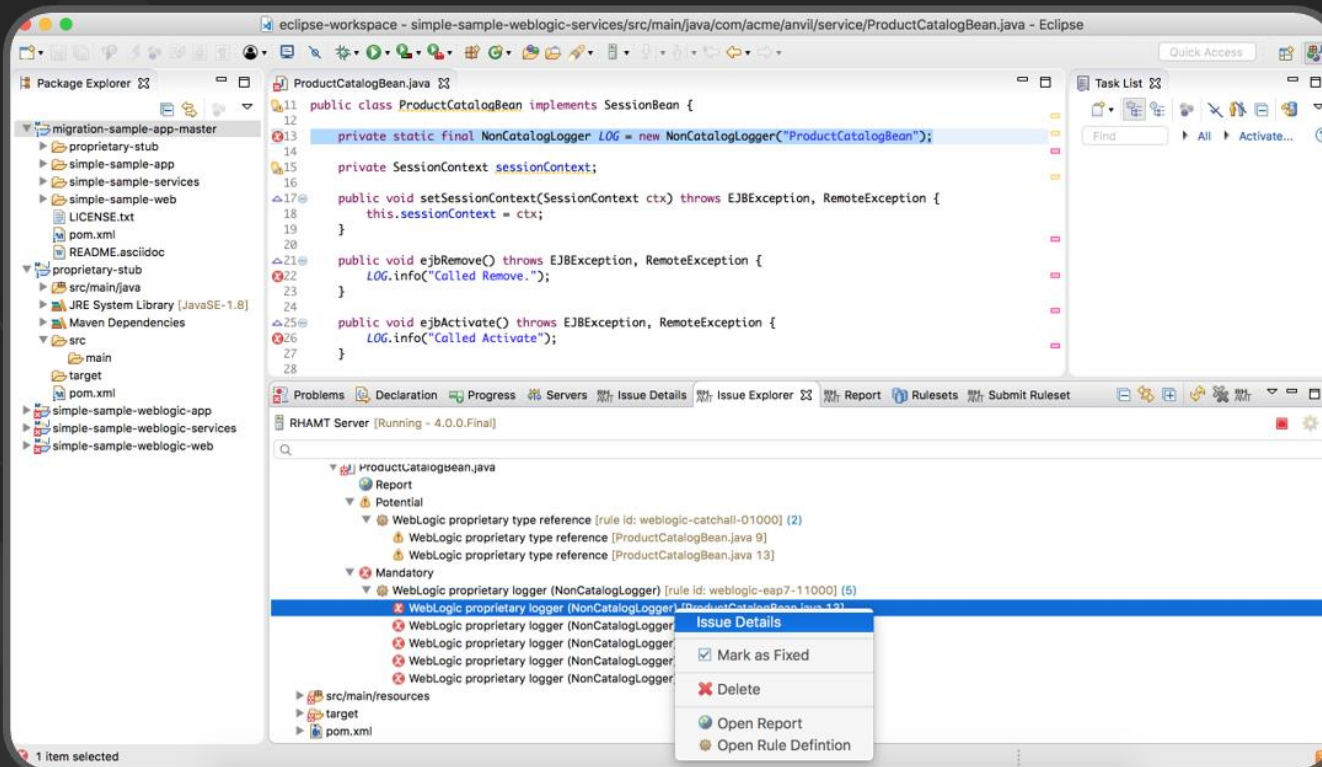 eclipse-workspace - simple-sample-weblogic-services/src/main/java/com/acme/anvil/service/ProductCatalogBean.java - Eclipse
Quick Access
Package Explorer
migration-sample-app-master
proprietary-stub
simple-sample-app
simple-sample-services
simple-sample-web
LICENSE.txt
pom.xml
README.asciidoc
proprietary-stub
src/main/java
JRE System Library [JavaSE-1.8]
Maven Dependencies
src
main
target
pom.xml
simple-sample-weblogic-app
simple-sample-weblogic-services
simple-sample-weblogic-web
ProductCatalogBean.java
11 public class ProductCatalogBean implements SessionBean {
12
13 private static final NonCatalogLogger LOG = new NonCatalogLogger("ProductCatalogBean");
14
15 private SessionContext sessionContext;
16
17 public void setSessionContext(SessionContext ctx) throws EJBException, RemoteException {
18 this.sessionContext = ctx;
19 }
20
21 public void ejbRemove() throws EJBException, RemoteException {
22 LOG.info("Called Remove.");
23 }
24
25 public void ejbActivate() throws EJBException, RemoteException {
26 LOG.info("Called Activate");
27 }
28
Task List
Find All Activate...
Problems Declaration Progress Servers Issue Details Issue Explorer Report Rulesets Submit Ruleset
RHAMT Server [Running - 4.0.0.Final]
ProductCatalogBean.java
Report
Potential
WebLogic proprietary type reference [rule id: weblogic-catchall-01000] (2)
WebLogic proprietary type reference [ProductCatalogBean.java 9]
WebLogic proprietary type reference [ProductCatalogBean.java 13]
Mandatory
WebLogic proprietary logger (NonCatalogLogger) [rule id: weblogic-eap7-11000] (5)
WebLogic proprietary logger (NonCatalogLogger) [ProductCatalogBean.java 13]
WebLogic proprietary logger (NonCatalogLogger
WebLogic proprietary logger (NonCatalogLogger
WebLogic proprietary logger (NonCatalogLogger
WebLogic proprietary logger (NonCatalogLogger
src/main/resources
target
pom.xml
Issue Details
Mark as Fixed
Delete
Open Report
Open Rule Defintion
1 item selected